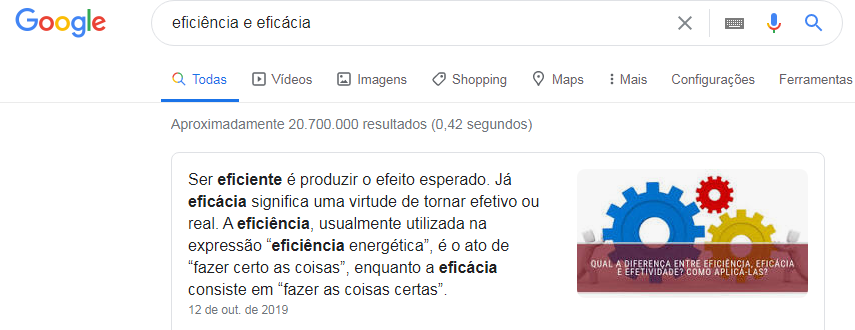 Google
eficiência e eficácia
Todas Vídeos Imagens Shopping Maps Mais Configurações Ferramentas
Aproximadamente 20.700.000 resultados (0,42 segundos)
Ser eficiente é produzir o efeito esperado. Já
eficácia significa uma virtude de tornar efetivo ou
real. A eficiência, usualmente utilizada na
expressão “eficiência energética”, é o ato de
“fazer certo as coisas”, enquanto a eficácia
consiste em “fazer as coisas certas”.
12 de out. de 2019
QUAL A DIFERENÇA ENTRE EFICIÊNCIA, EFICÁCIA
E EFETIVIDADE? COMO APLICÁ-LAS?